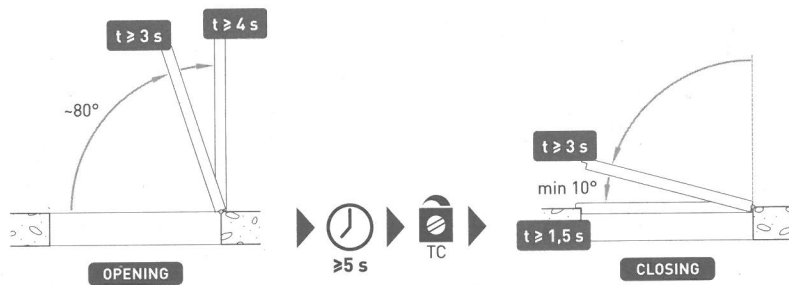 t ≥ 3 s
t ≥ 4 s
~80°
OPENING
≥5 s
TC
t ≥ 3 s
min 10°
t ≥ 1,5 s
CLOSING